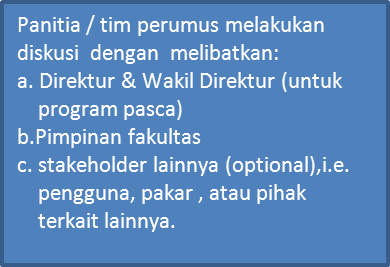 Panitia / tim perumus melakukan
diskusi dengan melibatkan:
a. Direktur & Wakil Direktur (untuk
program pasca)
b.Pimpinan fakultas
c. stakeholder lainnya (optional),i.e.
pengguna, pakar , atau pihak
terkait lainnya.